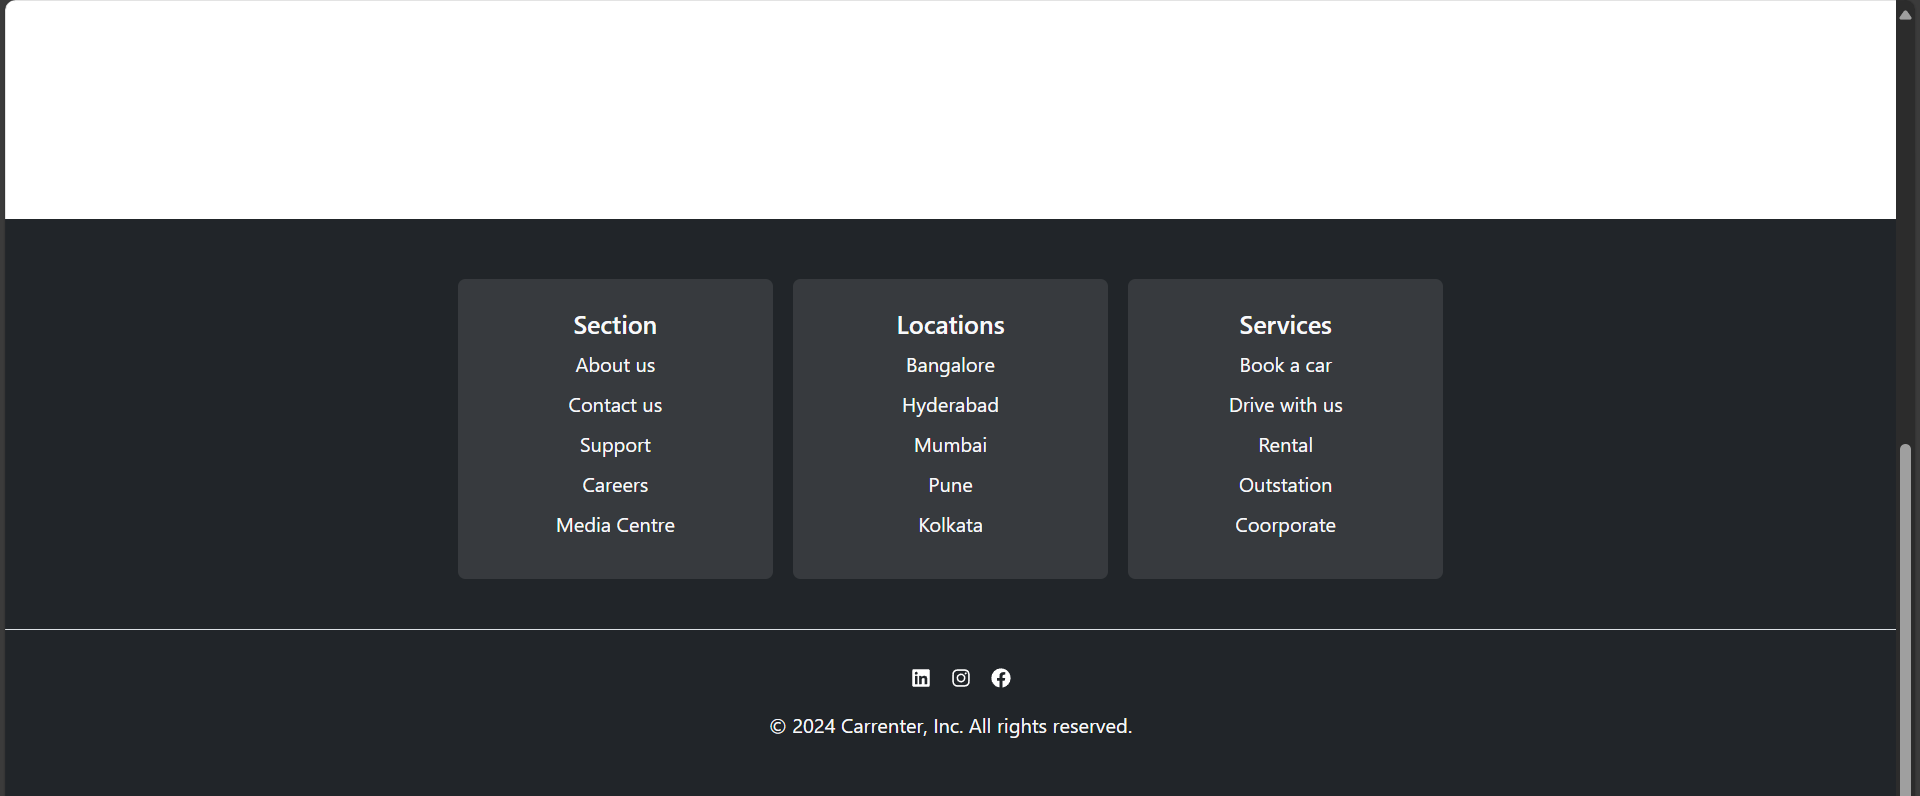 Section
About us
Contact us
Support
Careers
Media Centre
Locations
Bangalore
Hyderabad
Mumbai
Pune
Kolkata
Services
Book a car
Drive with us
Rental
Outstation
Coorporate
© 2024 Carrenter, Inc. All rights reserved.